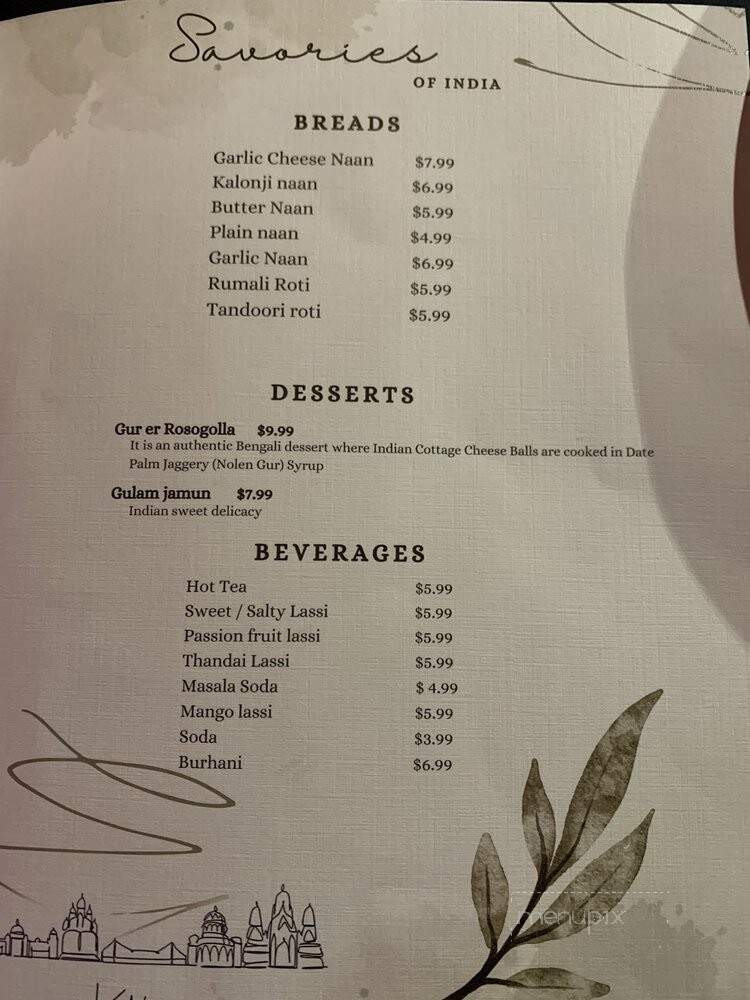 Savories
OF INDIA
BREADS
Garlic Cheese Naan $7.99
Kalonji naan $6.99
Butter Naan $5.99
Plain naan $4.99
Garlic Naan $6.99
Rumali Roti $5.99
Tandoori roti $5.99
DESSERTS
Gur er Rosogolla $9.99
It is an authentic Bengali dessert where Indian Cottage Cheese Balls are cooked in Date
Palm Jaggery (Nolen Gur) Syrup
Gulam jamun $7.99
Indian sweet delicacy
BEVERAGES
Hot Tea $5.99
Sweet / Salty Lassi $5.99
Passion fruit lassi $5.99
Thandai Lassi $5.99
Masala Soda $ 4.99
Mango lassi $5.99
Soda $3.99
Burhani $6.99
menupix